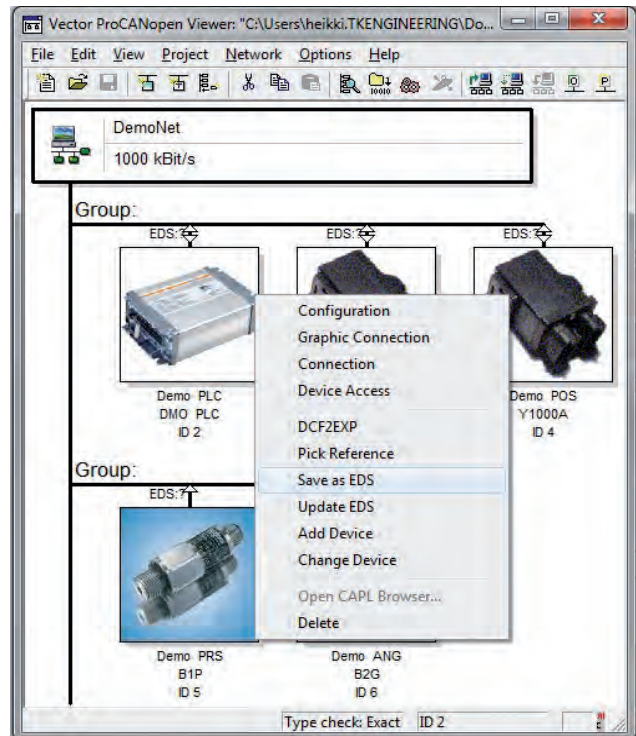 Vector ProCANopen Viewer: "C:\Users\heikki.TKENGINEERING\Do...
File Edit View Project Network Options Help
DemoNet
1000 kBit/s
Group:
EDS:? EDS:? EDS:?
Configuration
Graphic Connection
Connection
Device Access
DCF2EXP
Pick Reference
Save as EDS
Update EDS
Add Device
Change Device
Open CAPL Browser...
Delete
Demo PLC
DMO PLC
ID 2
Demo POS
Y1000A
ID 4
Group:
EDS:?
Demo PRS
B1P
ID 5
Demo ANG
B2G
ID 6
Type check: Exact ID 2